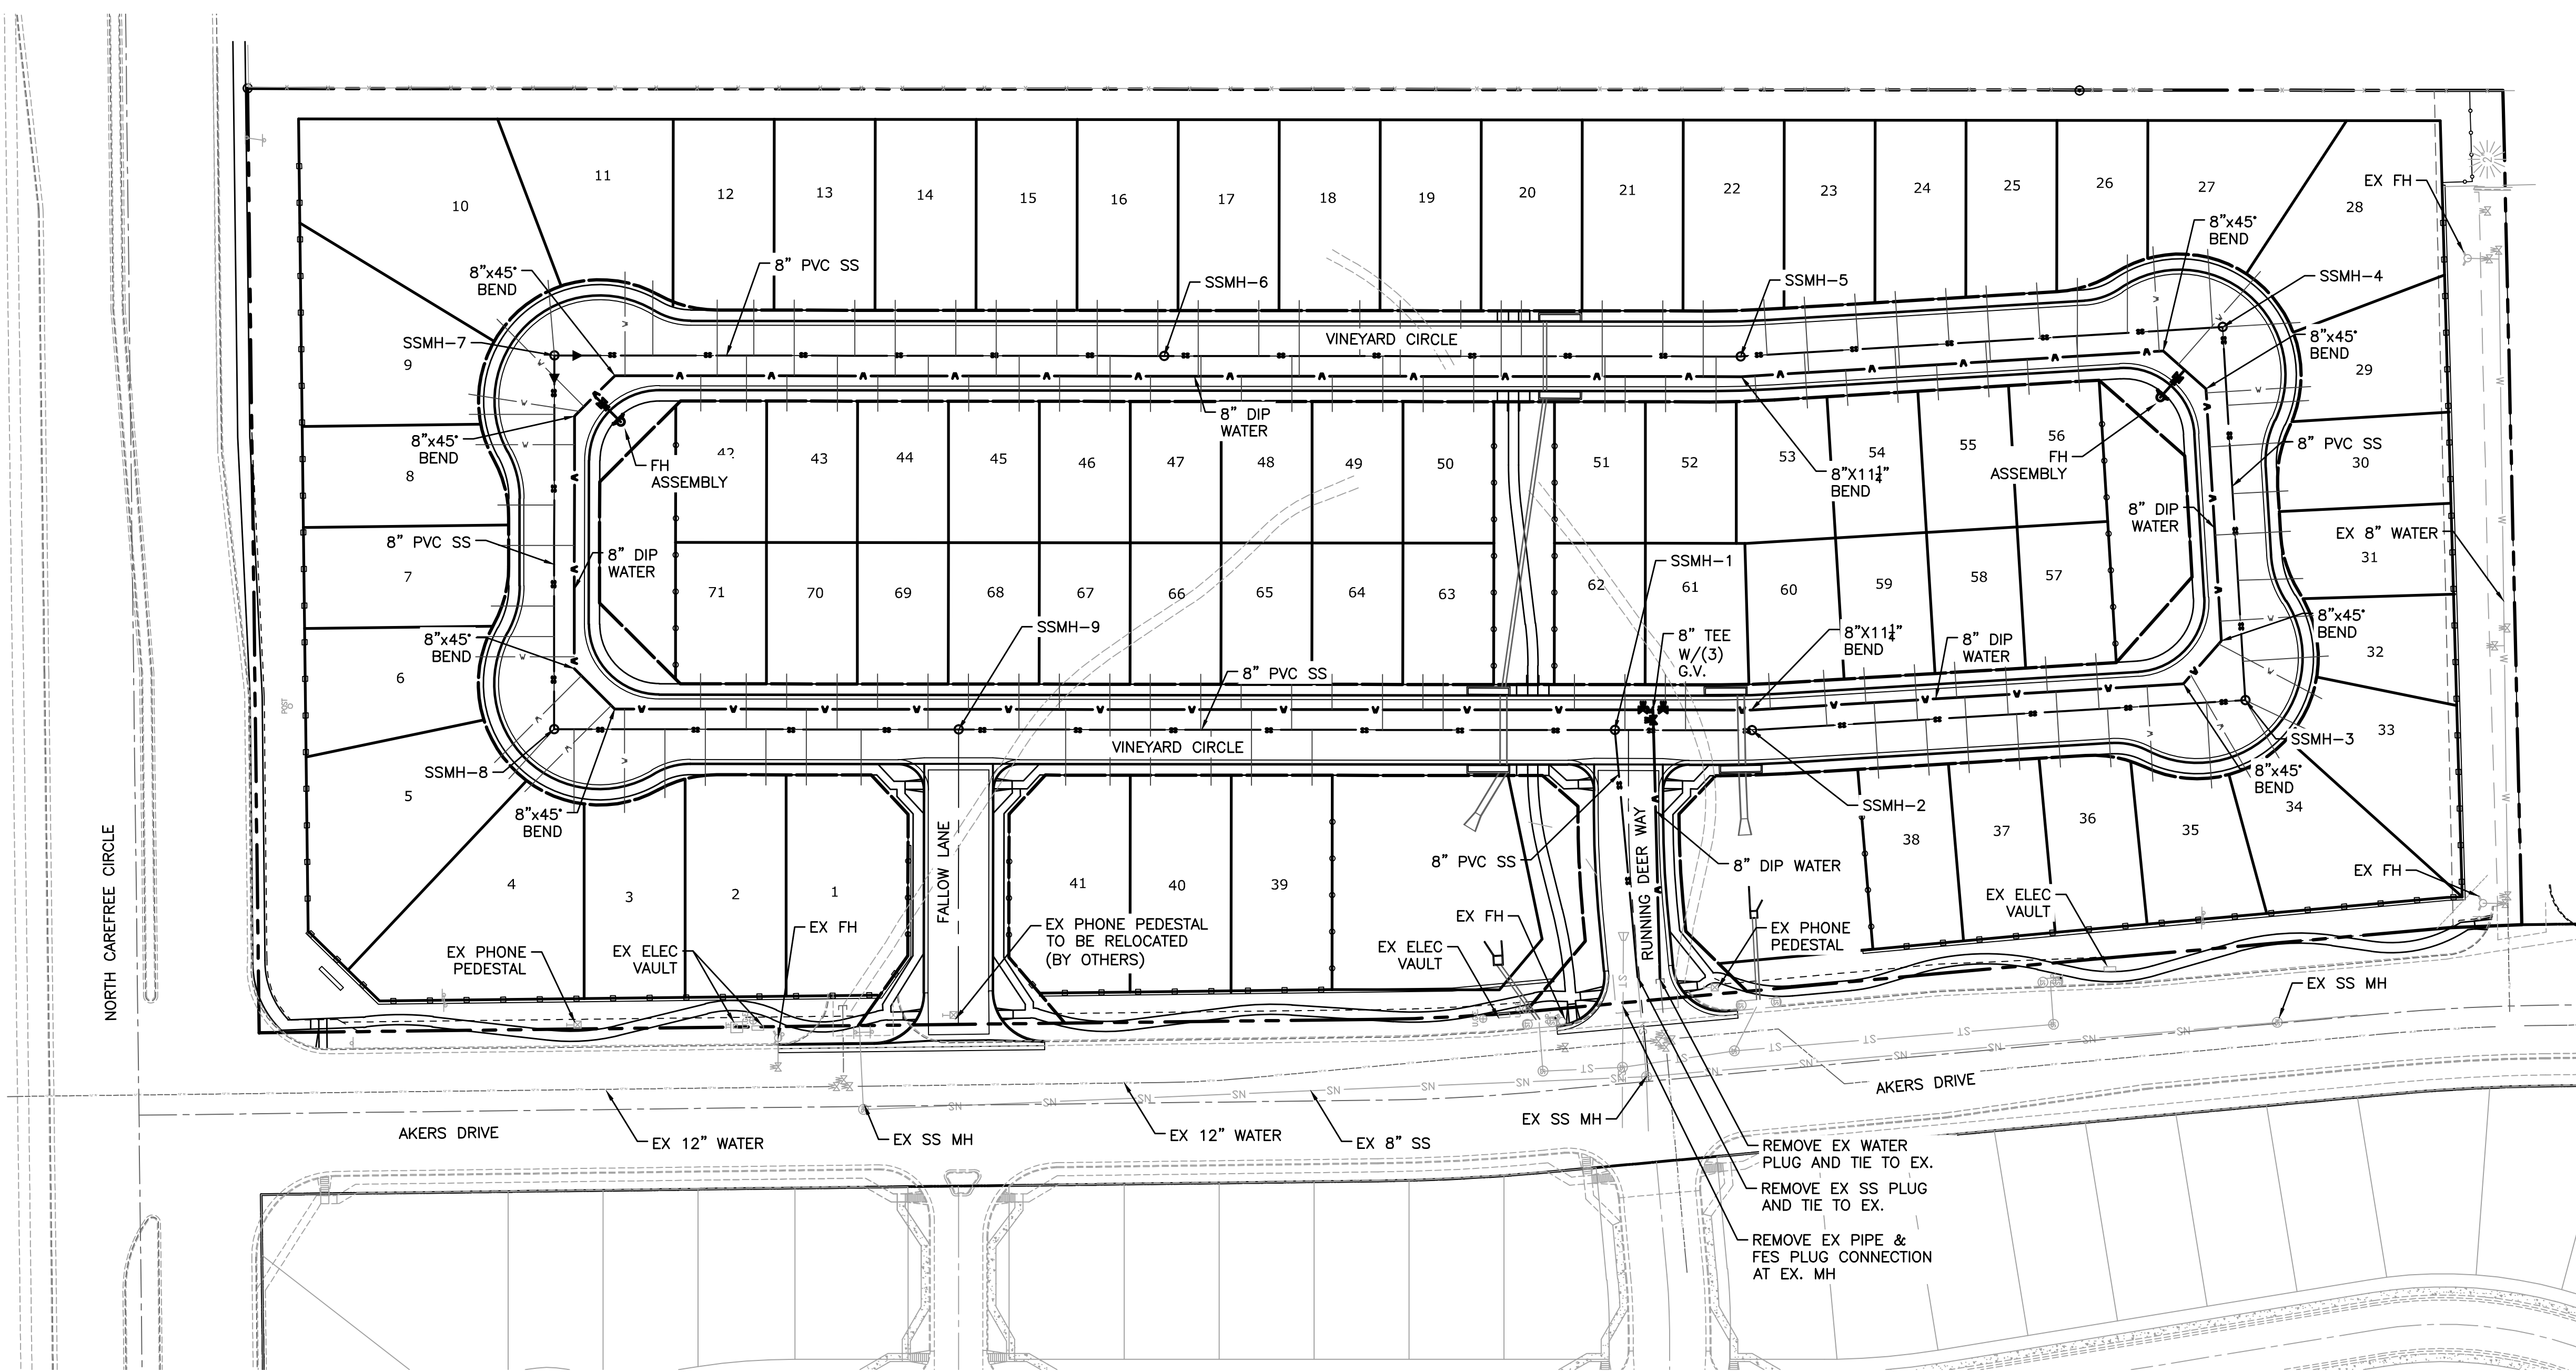 11
12
13
14
15
16
17
18
19
20
21
22
23
24
25
26
27
28
10
EX FH
2
8"x45°
BEND
8"x45°
BEND
8" PVC SS
SSMH-6
SSMH-5
SSMH-4
SSMH-7
VINEYARD CIRCLE
8"x45°
BEND
9
29
8"x45°
BEND
8" DIP
WATER
8
FH
ASSEMBLY
42
43
44
45
46
47
48
49
50
51
52
53
54
55
56
FH
ASSEMBLY
8"X11¼"
BEND
8" PVC SS
30
8" DIP
WATER
8" PVC SS
8" DIP
WATER
EX 8" WATER
31
7
71
70
69
68
67
66
65
64
63
62
61
60
59
58
57
SSMH-1
SSMH-9
8"x45°
BEND
8" TEE
W/(3)
G.V.
8"X11¼"
BEND
8" DIP
WATER
8"x45°
BEND
32
6
8" PVC SS
POST
VINEYARD CIRCLE
SSMH-8
SSMH-3
33
8"x45°
BEND
34
5
8"x45°
BEND
SSMH-2
4
3
2
1
FALLOW LANE
41
40
39
8" PVC SS
RUNNING DEER WAY
8" DIP WATER
38
37
36
35
NORTH CAREFREE CIRCLE
EX FH
EX PHONE
PEDESTAL
EX ELEC
VAULT
EX FH
EX PHONE PEDESTAL
TO BE RELOCATED
(BY OTHERS)
EX FH
EX ELEC
VAULT
EX PHONE
PEDESTAL
EX ELEC
VAULT
EX SS MH
AKERS DRIVE
EX 12" WATER
EX SS MH
EX 12" WATER
EX 8" SS
EX SS MH
AKERS DRIVE
REMOVE EX WATER
PLUG AND TIE TO EX.
REMOVE EX SS PLUG
AND TIE TO EX.
REMOVE EX PIPE &
FES PLUG CONNECTION
AT EX. MH